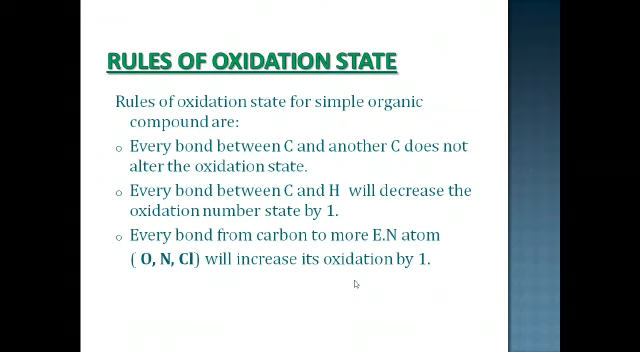 RULES OF OXIDATION STATE
Rules of oxidation state for simple organic
compound are:
o Every bond between C and another C does not
alter the oxidation state.
o Every bond between C and H will decrease the
oxidation number state by 1.
o Every bond from carbon to more E.N atom
( O, N, Cl) will increase its oxidation by 1.